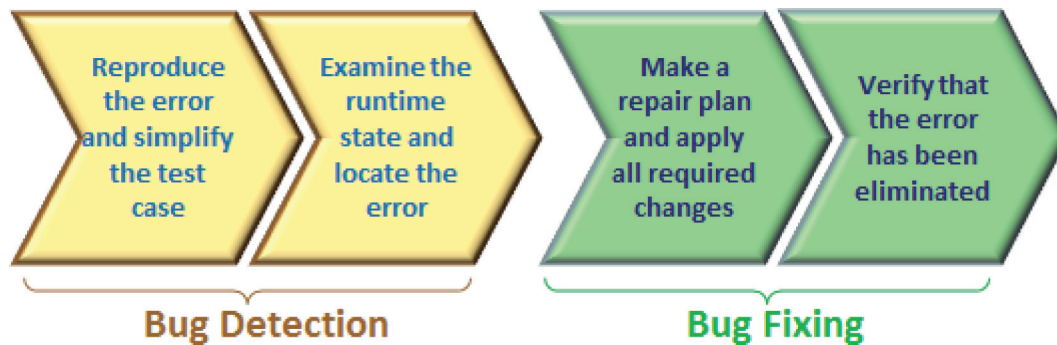 Reproduce
the error
and simplify
the test
case
Examine the
runtime
state and
locate the
error
Make a
repair plan
and apply
all required
changes
Verify that
the error
has been
eliminated
Bug Detection
Bug Fixing